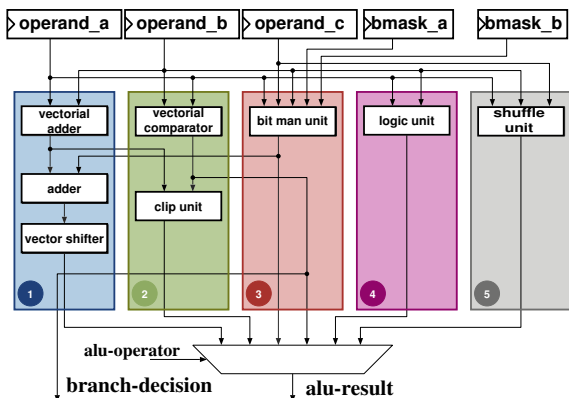 operand_a operand_b operand_c bmask_a bmask_b
vectorial adder
vectorial comparator
bit man unit
logic unit
shuffle unit
adder
clip unit
vector shifter
1 2 3 4 5
alu-operator
branch-decision
alu-result